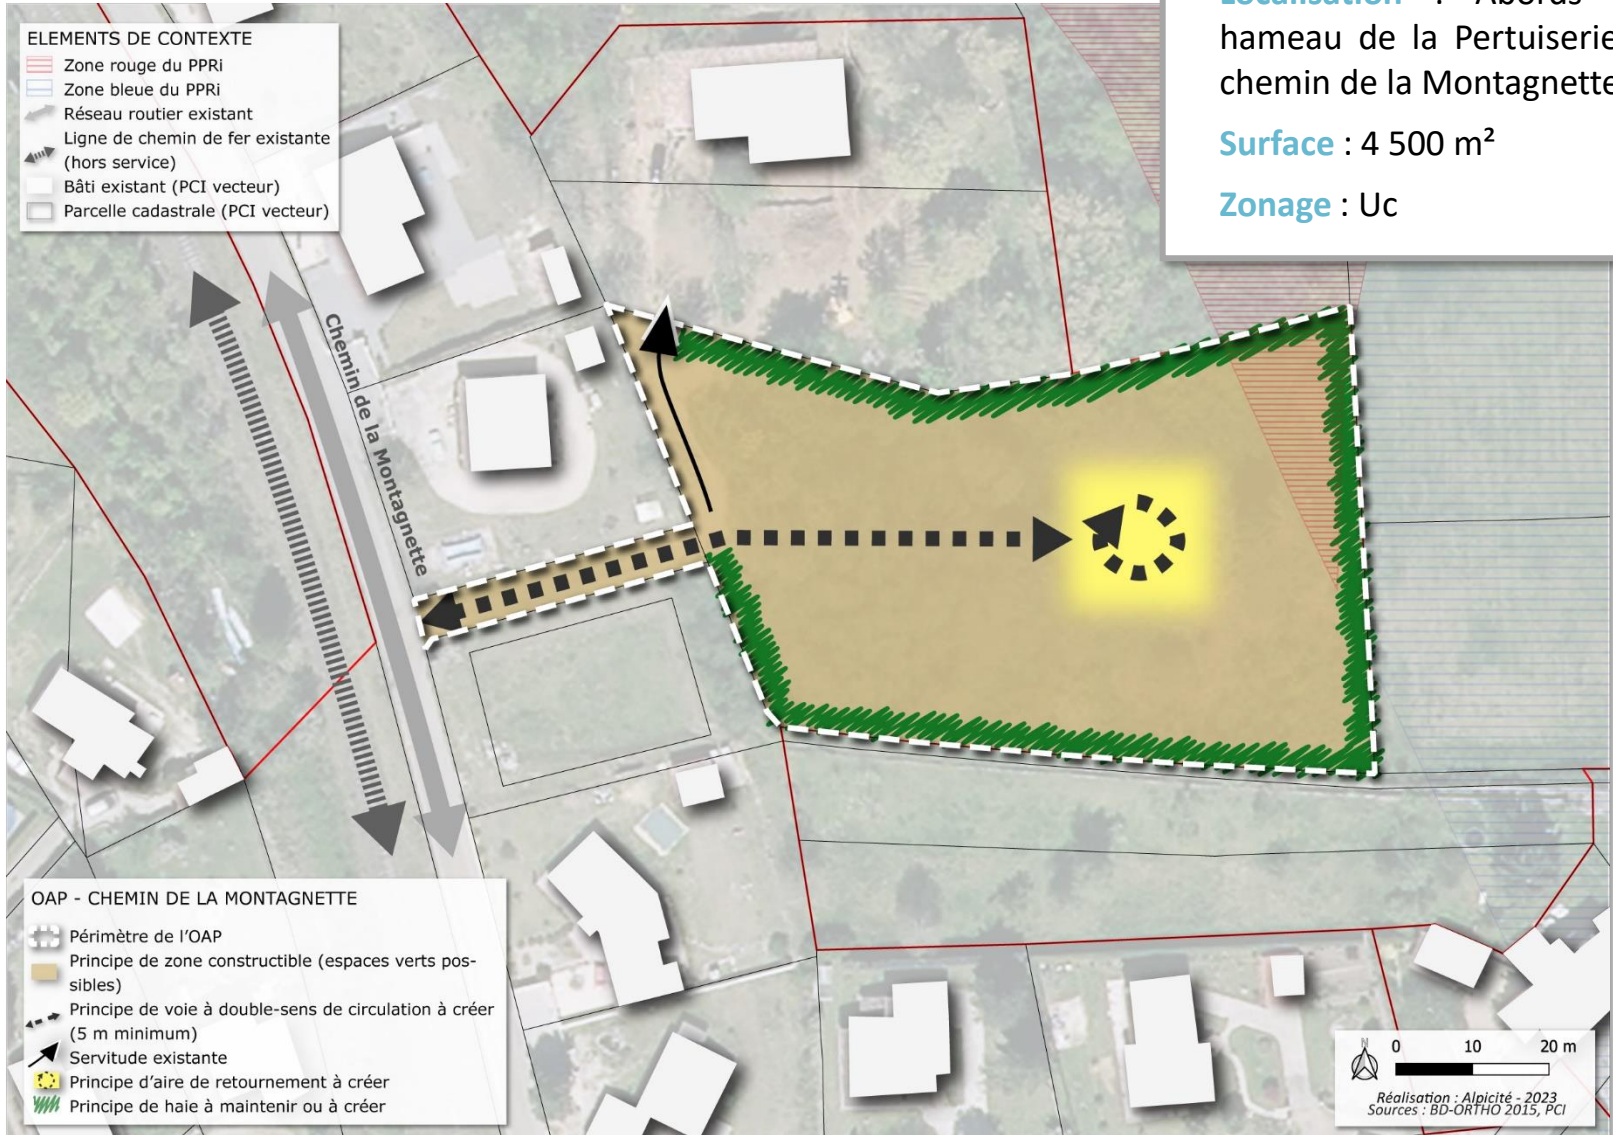 Localisation : Abords
hameau de la Pertuiserie
chemin de la Montagnette
Surface : 4 500 m²
Zonage : Uc
ELEMENTS DE CONTEXTE
Zone rouge du PPRi
Zone bleue du PPRi
Réseau routier existant
Ligne de chemin de fer existante
(hors service)
Bâti existant (PCI vecteur)
Parcelle cadastrale (PCI vecteur)
Chemin de la Montagnette
OAP - CHEMIN DE LA MONTAGNETTE
Périmètre de l'OAP
Principe de zone constructible (espaces verts pos-
sibles)
Principe de voie à double-sens de circulation à créer
(5 m minimum)
Servitude existante
Principe d'aire de retournement à créer
Principe de haie à maintenir ou à créer
N
0 10 20 m
Réalisation : Alpicité - 2023
Sources : BD-ORTHO 2015, PCI